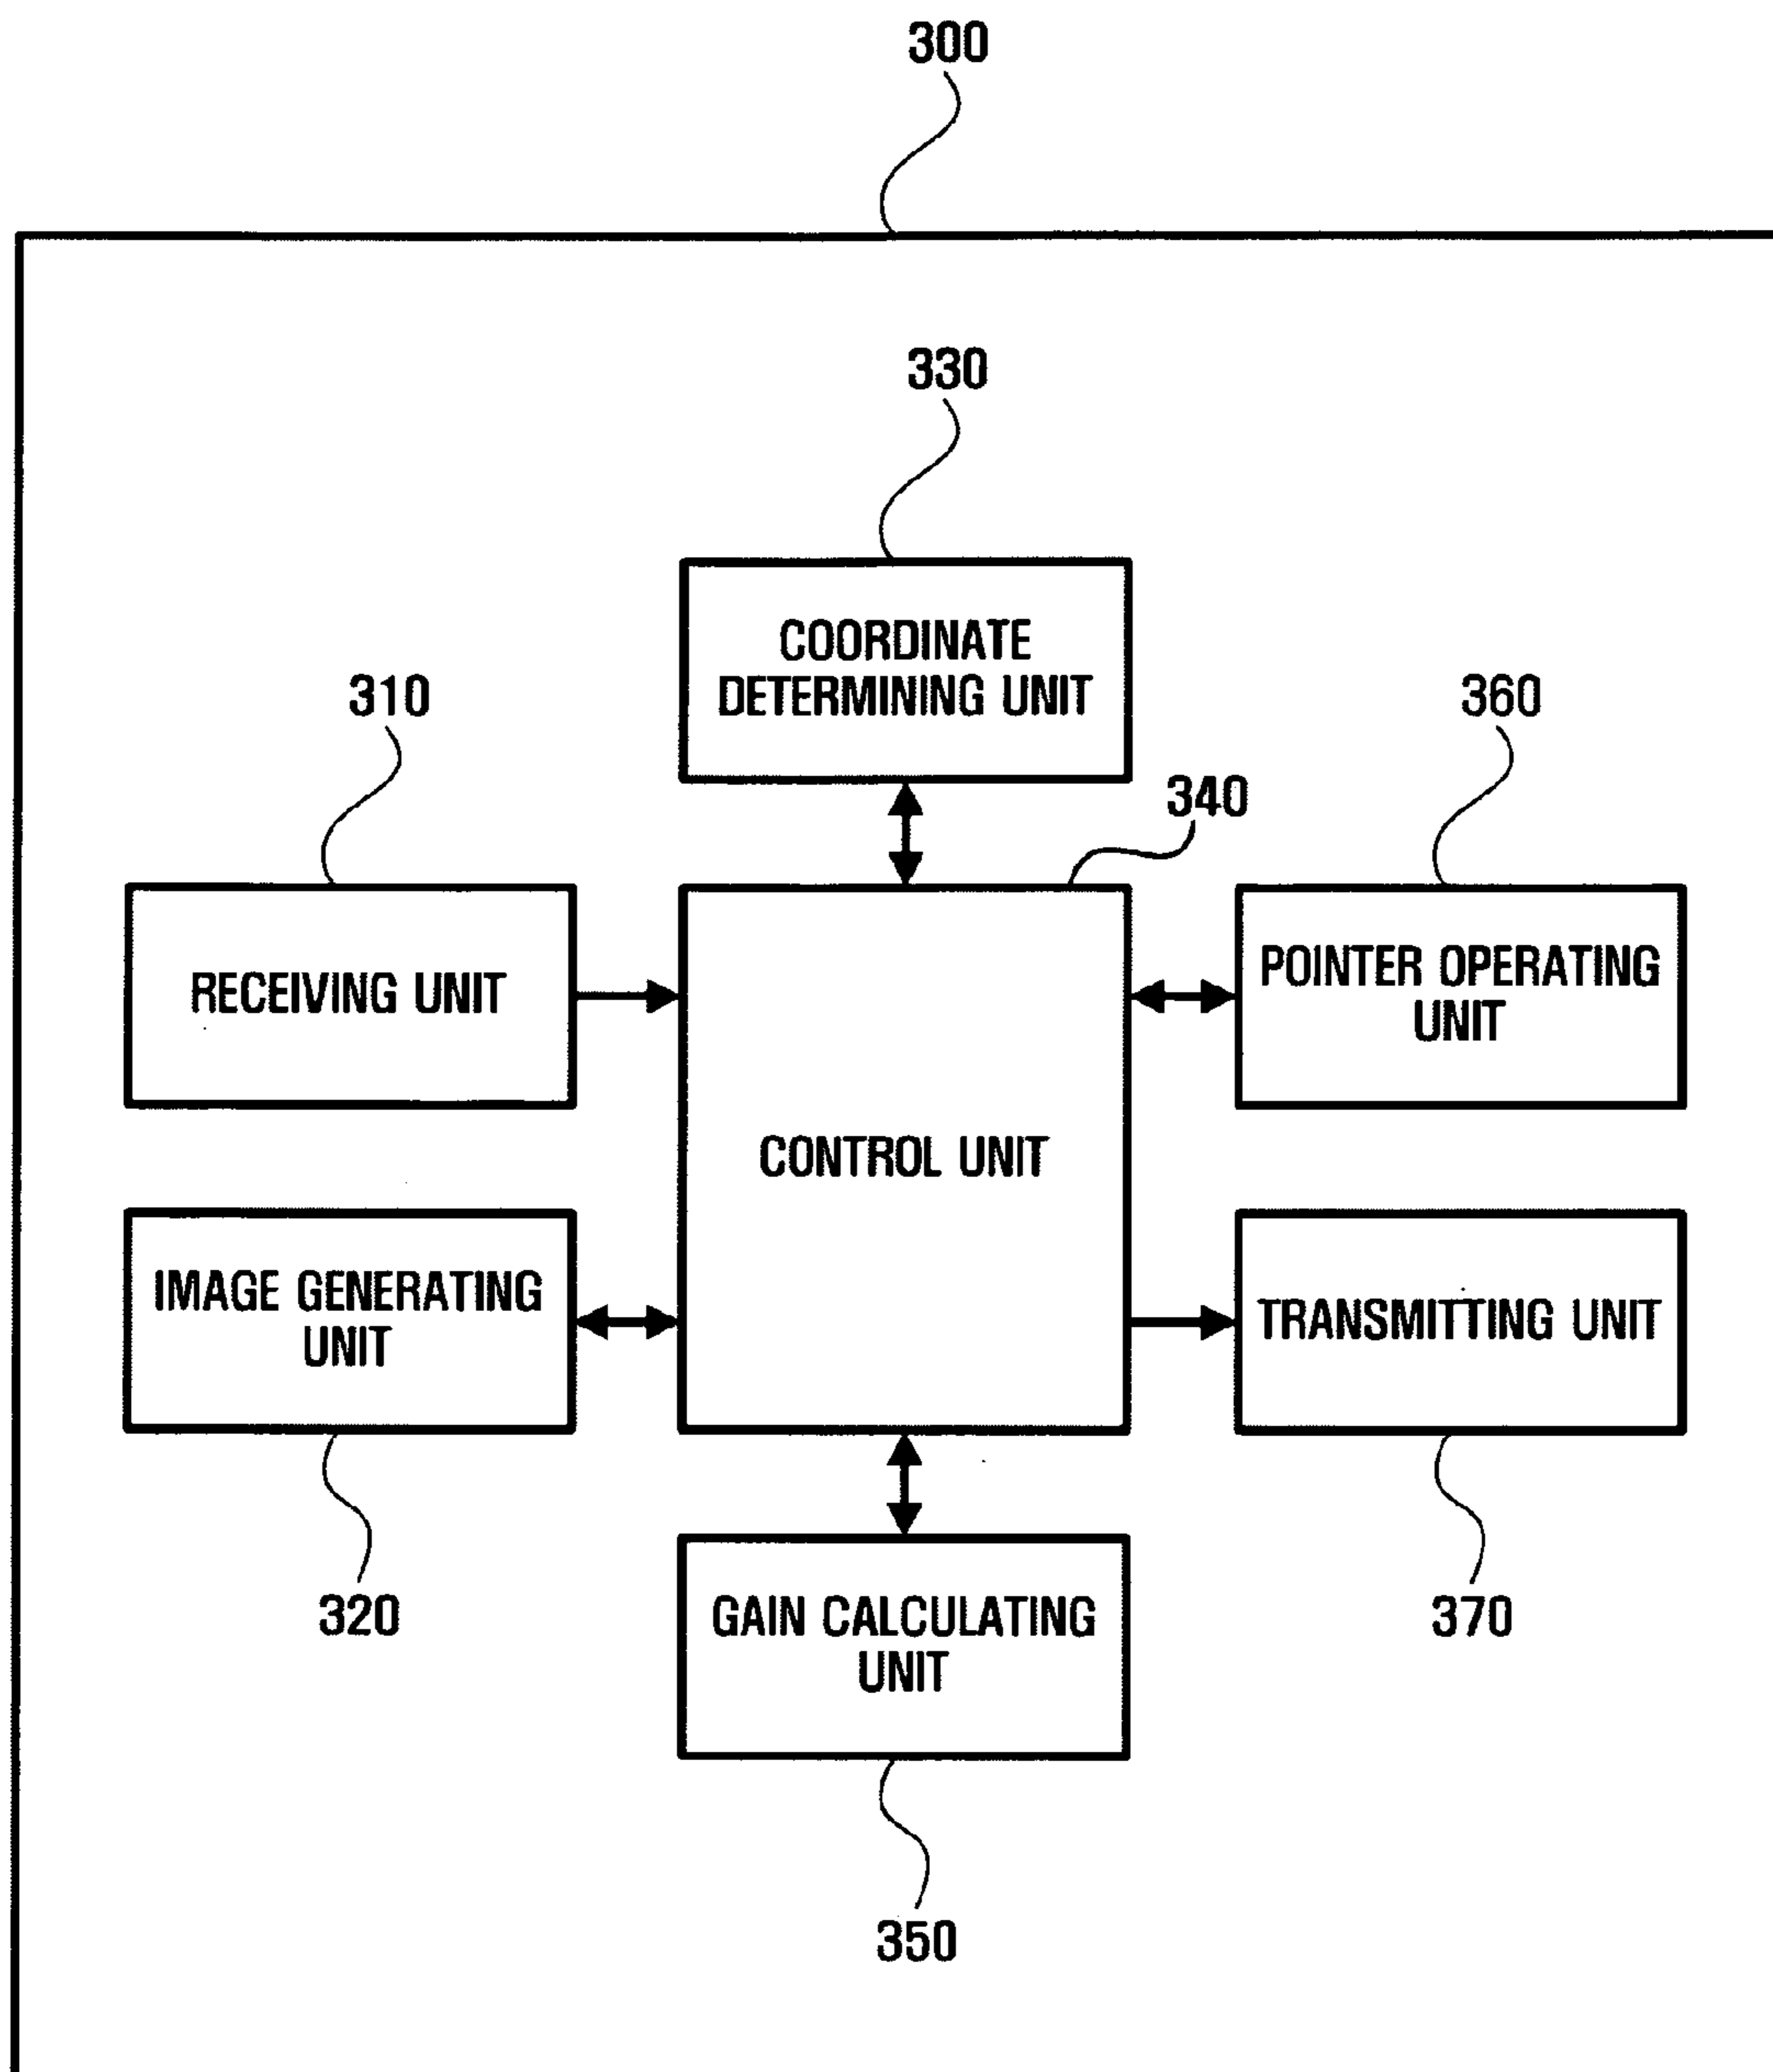 300
330
COORDINATE
DETERMINING UNIT
310
360
340
RECEIVING UNIT
POINTER OPERATING
UNIT
CONTROL UNIT
IMAGE GENERATING
UNIT
TRANSMITTING UNIT
320
GAIN CALCULATING
UNIT
370
350